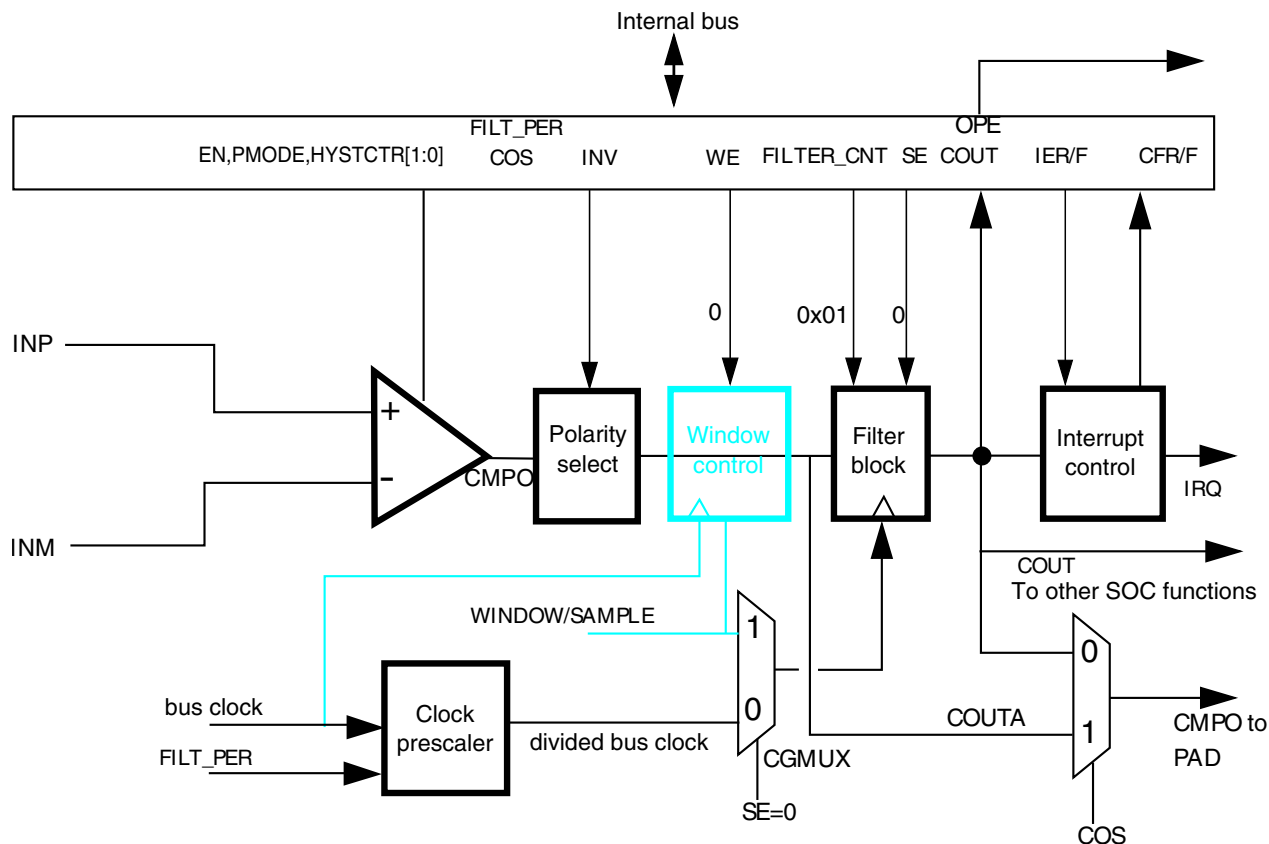 Internal bus
FILT_PER
OPE
EN,PMODE,HYSTCTR[1:0]
COS
INV
WE
FILTER_CNT
SE
COUT
IER/F
CFR/F
0
0x01
0
INP
+
-
CMPO
Polarity
select
Window
control
Filter
block
Interrupt
control
IRQ
INM
COUT
To other SOC functions
WINDOW/SAMPLE
1
0
0
1
bus clock
FILT_PER
Clock
prescaler
divided bus clock
CGMUX
SE=0
COUTA
CMPO to
PAD
COS